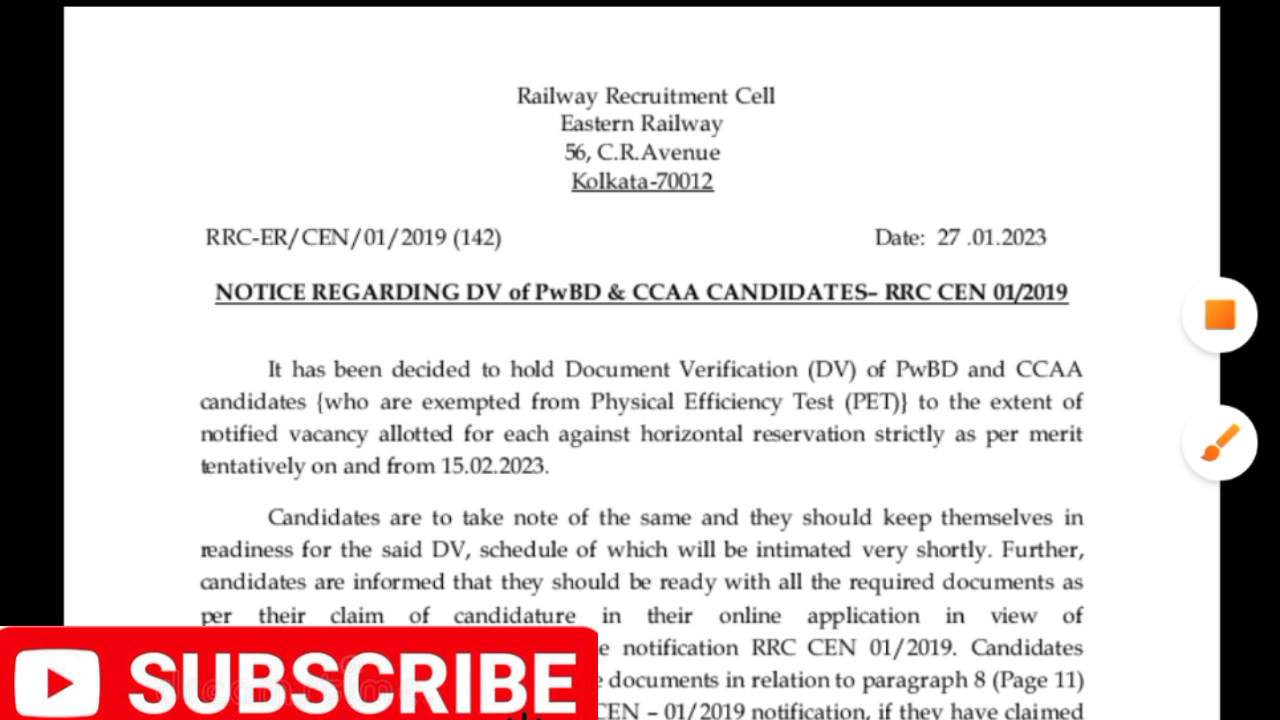 Railway Recruitment Cell
Eastern Railway
56, C.R.Avenue
Kolkata-70012
RRC-ER/CEN/01/2019 (142)
Date: 27 .01.2023
NOTICE REGARDING DV of PwBD & CCAA CANDIDATES– RRC CEN 01/2019
It has been decided to hold Document Verification (DV) of PwBD and CCAA
candidates {who are exempted from Physical Efficiency Test (PET)} to the extent of
notified vacancy allotted for each against horizontal reservation strictly as per merit
tentatively on and from 15.02.2023.
Candidates are to take note of the same and they should keep themselves in
readiness for the said DV, schedule of which will be intimated very shortly. Further,
candidates are informed that they should be ready with all the required documents as
per their claim of candidature in their online application in view of
notification RRC CEN 01/2019. Candidates
documents in relation to paragraph 8 (Page 11)
CEN – 01/2019 notification, if they have claimed
SUBSCRIBE